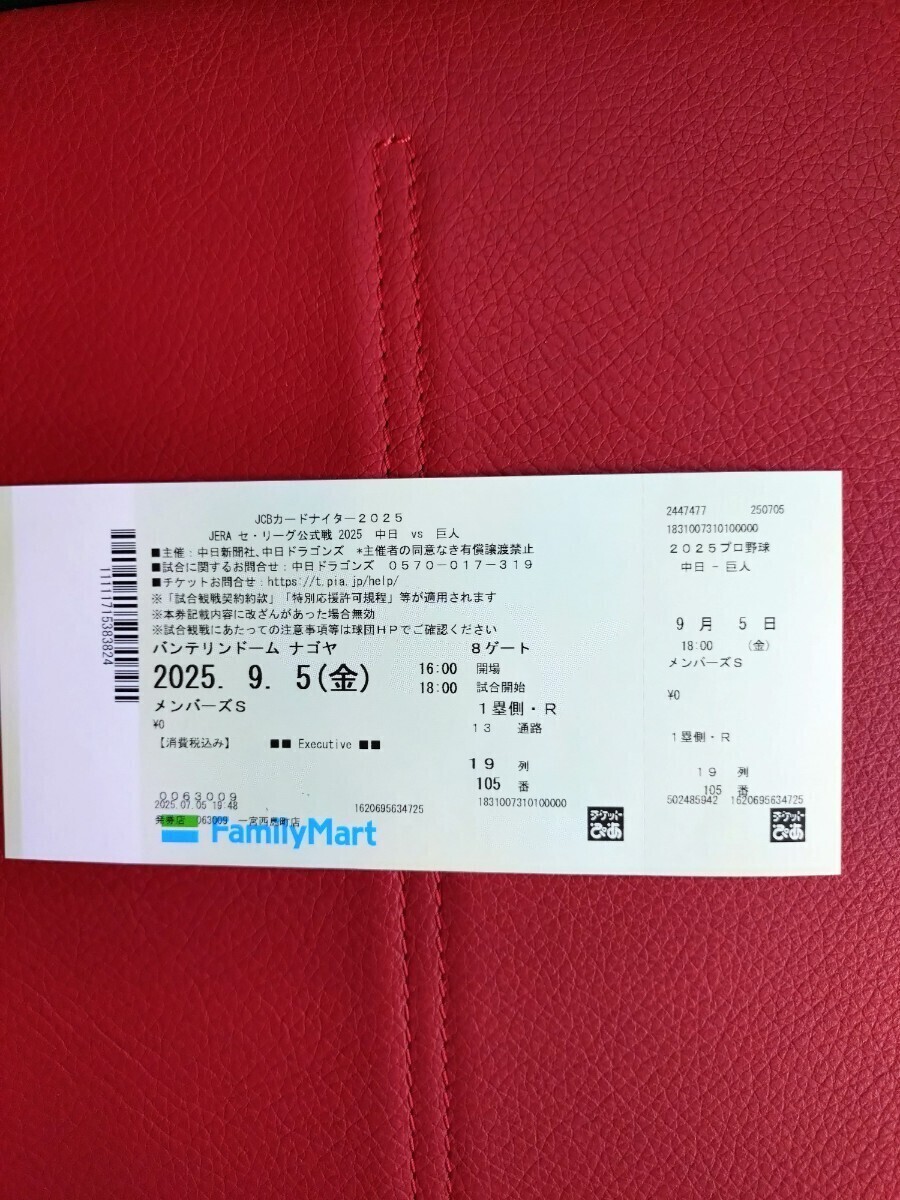 JCBカードナイター2025
JERA セ・リーグ公式戦 2025 中日 vs 巨人
■主催：中日新聞社、中日ドラゴンズ *主催者の同意なき有償譲渡禁止
■試合に関するお問合せ：中日ドラゴンズ 0570-017-319
■チケットお問合せ：https://t.pia.jp/help/
※「試合観戦契約約款」「特別応援許可規程」等が適用されます
※本券記載内容に改ざんがあった場合無効
※試合観戦にあたっての注意事項等は球団HPでご確認ください
バンテリンドーム ナゴヤ 8ゲート
2025. 9. 5(金) 16:00 開場
18:00 試合開始
メンバーズS 1塁側・R
¥0 13 通路
【消費税込み】 ■■ Executive ■■
19 列
105 番
0063009
2025.07.05 19:48 1620695634725 1831007310100000
発券店 063009 一宮西島町店
FamilyMart
チケットぴあ
11111715383824
2447477 250705
1831007310100000
2025プロ野球
中日 - 巨人
9月 5日
18:00 (金)
メンバーズS
¥0
1塁側・R
19 列
105 番
502485942 1620695634725
チケットぴあ